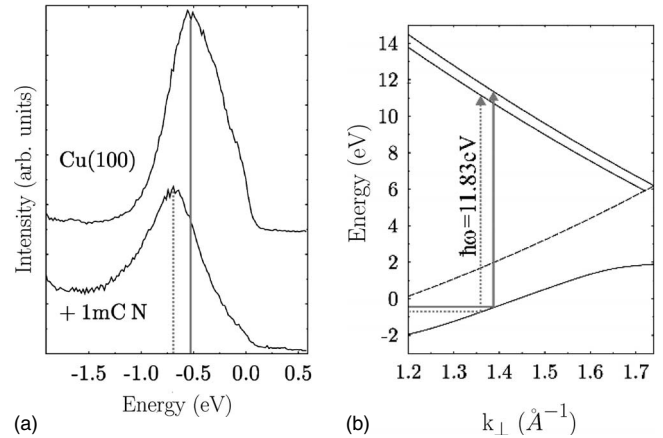 (a)
Intensity (arb. units)
Cu(100)
+ 1mC N
-1.5
-1.0
-0.5
0.0
0.5
Energy (eV)
(b)
Energy (eV)
14
12
10
8
6
4
2
0
-2
ħω=11.83eV
1.2
1.3
1.4
1.5
1.6
1.7
k⊥ (Å⁻¹)